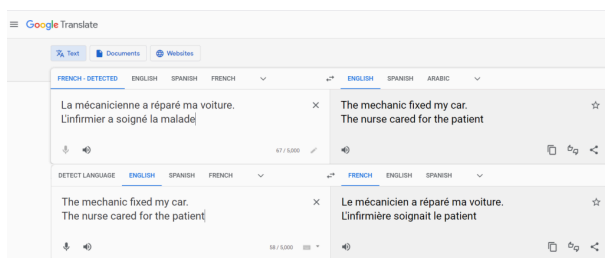 Google Translate
Text Documents Websites
FRENCH - DETECTED ENGLISH SPANISH FRENCH ENGLISH SPANISH ARABIC
La mécanicienne a réparé ma voiture.
L'infirmier a soigné la malade
67 / 5,000
The mechanic fixed my car.
The nurse cared for the patient
DETECT LANGUAGE ENGLISH SPANISH FRENCH FRENCH ENGLISH SPANISH
The mechanic fixed my car.
The nurse cared for the patient
58 / 5,000
Le mécanicien a réparé ma voiture.
L'infirmière soignait le patient